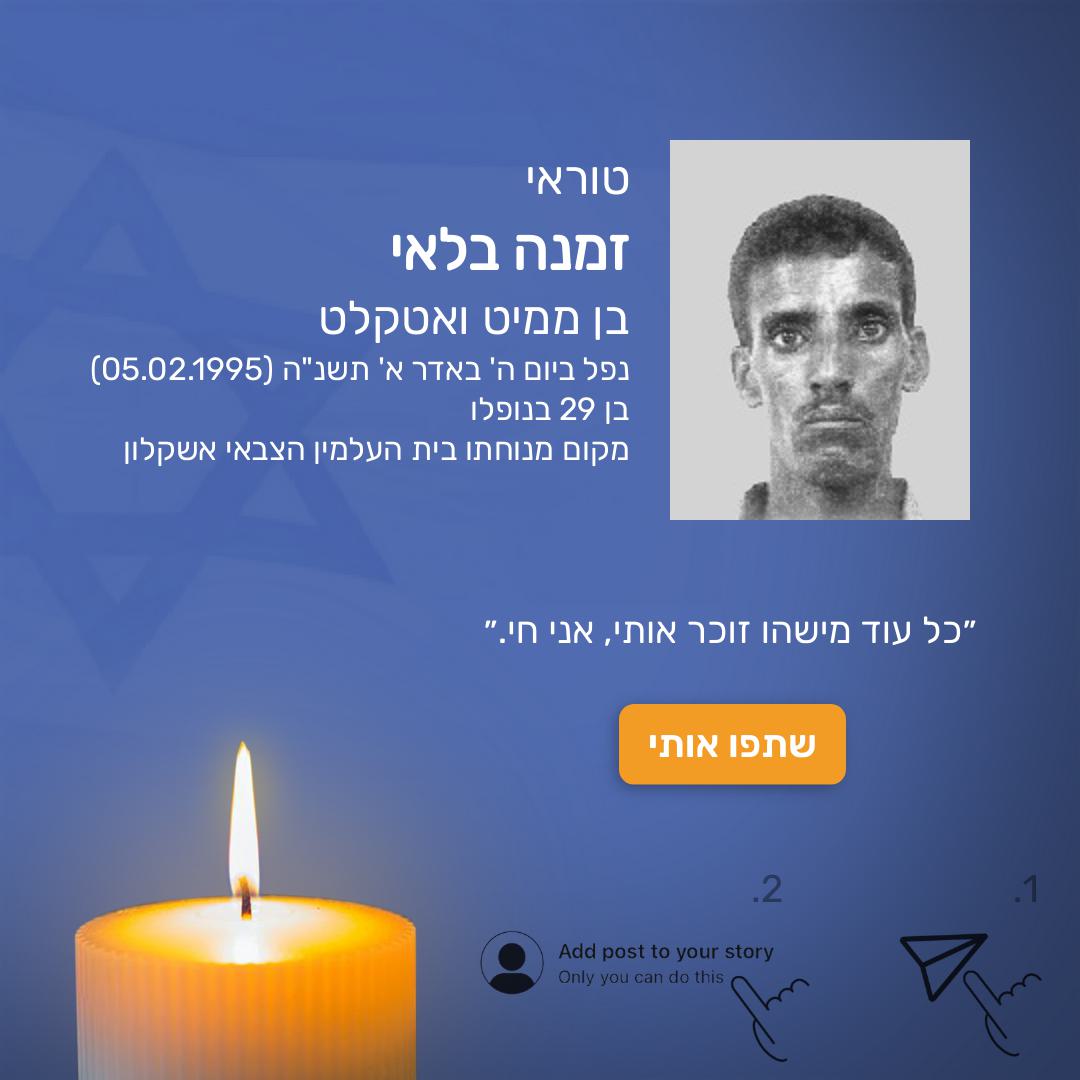 טוראי
זמנה בלאי
בן ממיט ואטקלט
נפל ביום ה' באדר א' תשנ"ה (05.02.1995)
בן 29 בנופלו
מקום מנוחתו בית העלמין הצבאי אשקלון
״כל עוד מישהו זוכר אותי, אני חי.״
שתפו אותי
1.
2.
Add post to your story
Only you can do this